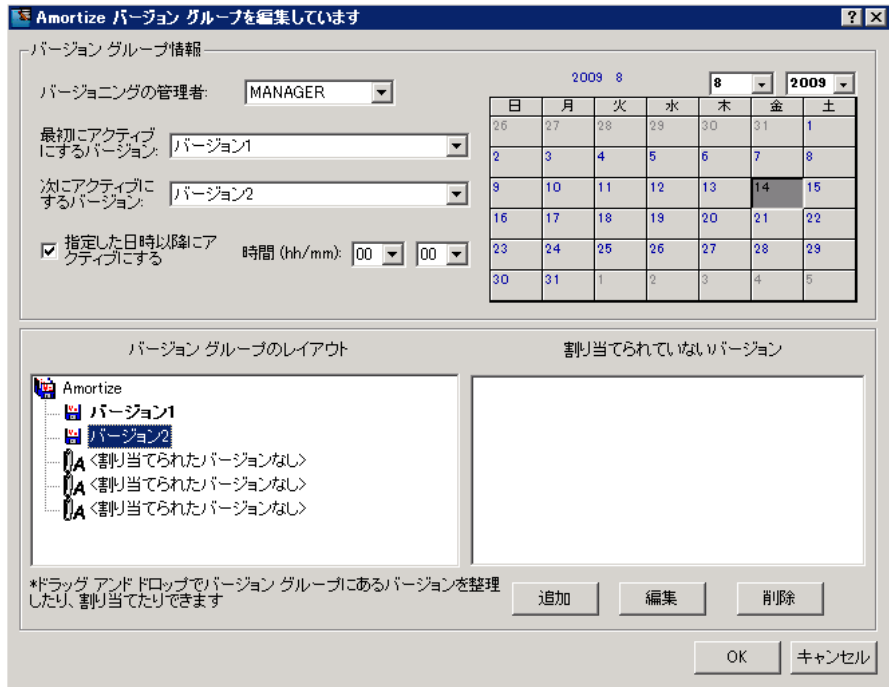 Amortize バージョン グループを編集しています
バージョン グループ情報
バージョニングの管理者: MANAGER
最初にアクティブ
にするバージョン: バージョン1
次にアクティブに
するバージョン: バージョン2
指定した日時以降にア
クティブにする
時間 (hh/mm): 00 00
2009 8
8 2009
日 月 火 水 木 金 土
26 27 28 29 30 31 1
2 3 4 5 6 7 8
9 10 11 12 13 14 15
16 17 18 19 20 21 22
23 24 25 26 27 28 29
30 31 1 2 3 4 5
バージョン グループのレイアウト
Amortize
バージョン1
バージョン2
A <割り当てられたバージョンなし>
A <割り当てられたバージョンなし>
A <割り当てられたバージョンなし>
割り当てられていないバージョン
*ドラッグ アンド ドロップでバージョン グループにあるバージョンを整理
したり、割り当てたりできます
追加 編集 削除
OK キャンセル